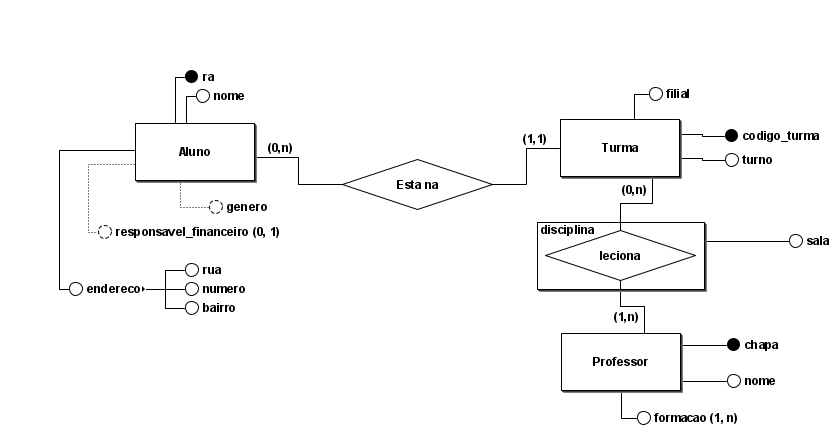 ra
nome
Aluno
(0,n)
Esta na
(1,1)
filial
Turma
codigo_turma
turno
(0,n)
genero
responsavel_financeiro (0, 1)
endereco
rua
numero
bairro
disciplina
leciona
sala
(1,n)
Professor
chapa
nome
formacao (1, n)